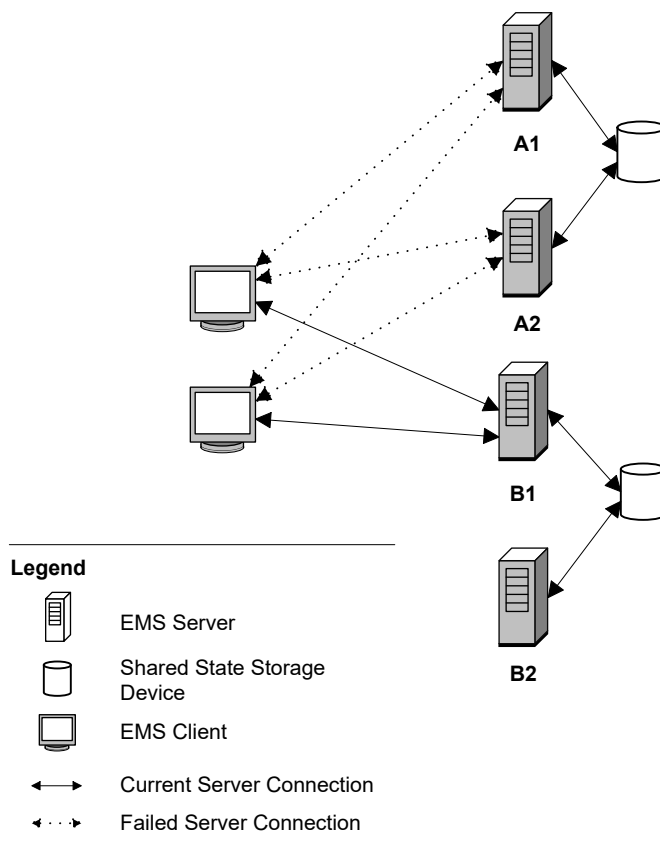 A1
A2
B1
B2
Legend
EMS Server
Shared State Storage
Device
EMS Client
Current Server Connection
Failed Server Connection